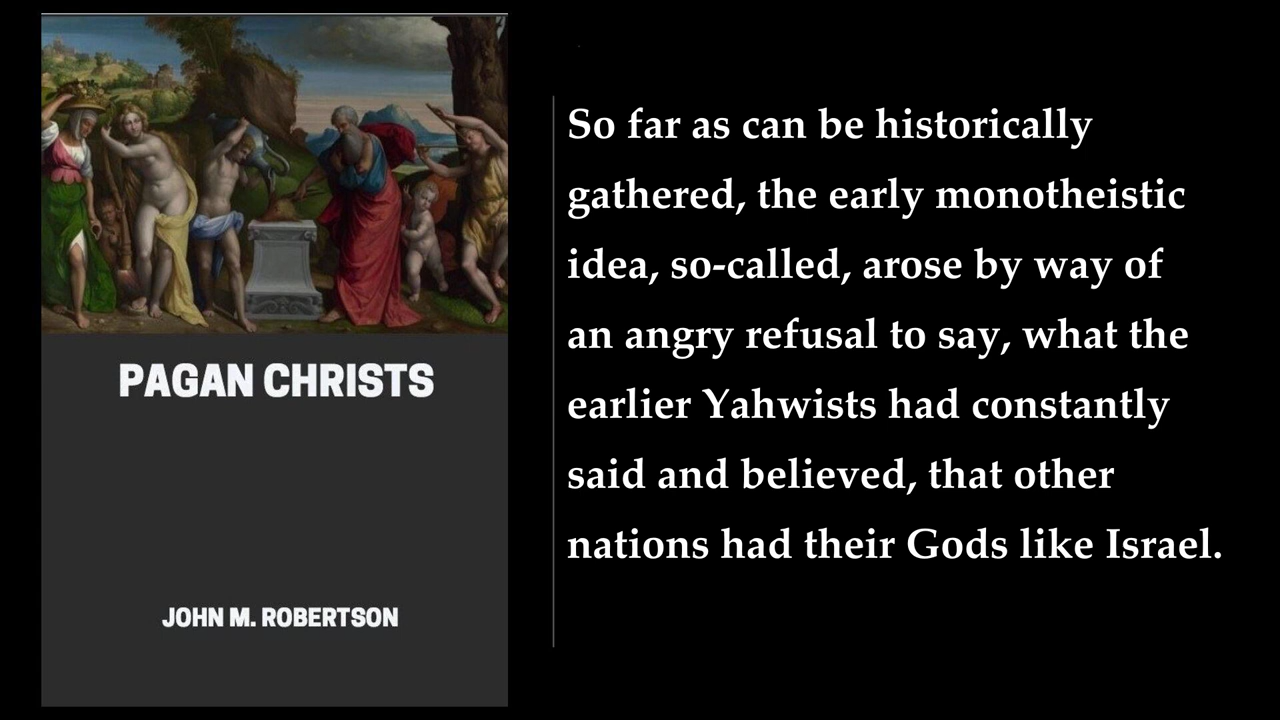 PAGAN CHRISTS
JOHN M. ROBERTSON
So far as can be historically
gathered, the early monotheistic
idea, so-called, arose by way of
an angry refusal to say, what the
earlier Yahwists had constantly
said and believed, that other
nations had their Gods like Israel.